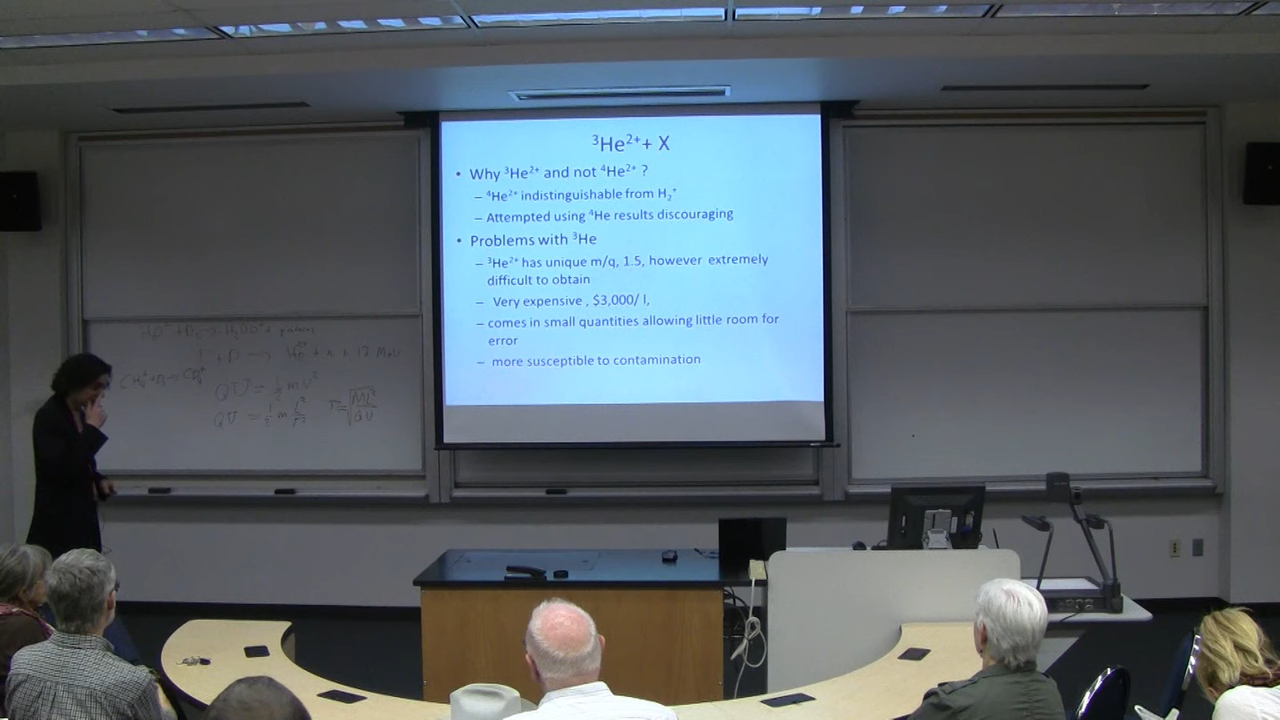 ³He²⁺+ X
• Why ³He²⁺ and not ⁴He²⁺ ?
– ⁴He²⁺ indistinguishable from H₂⁺
– Attempted using ⁴He results discouraging
• Problems with ³He
– ³He²⁺ has unique m/q, 1.5, however extremely
difficult to obtain
– Very expensive , $3,000/ l,
– comes in small quantities allowing little room for
error
– more susceptible to contamination
QU = ½ m v²